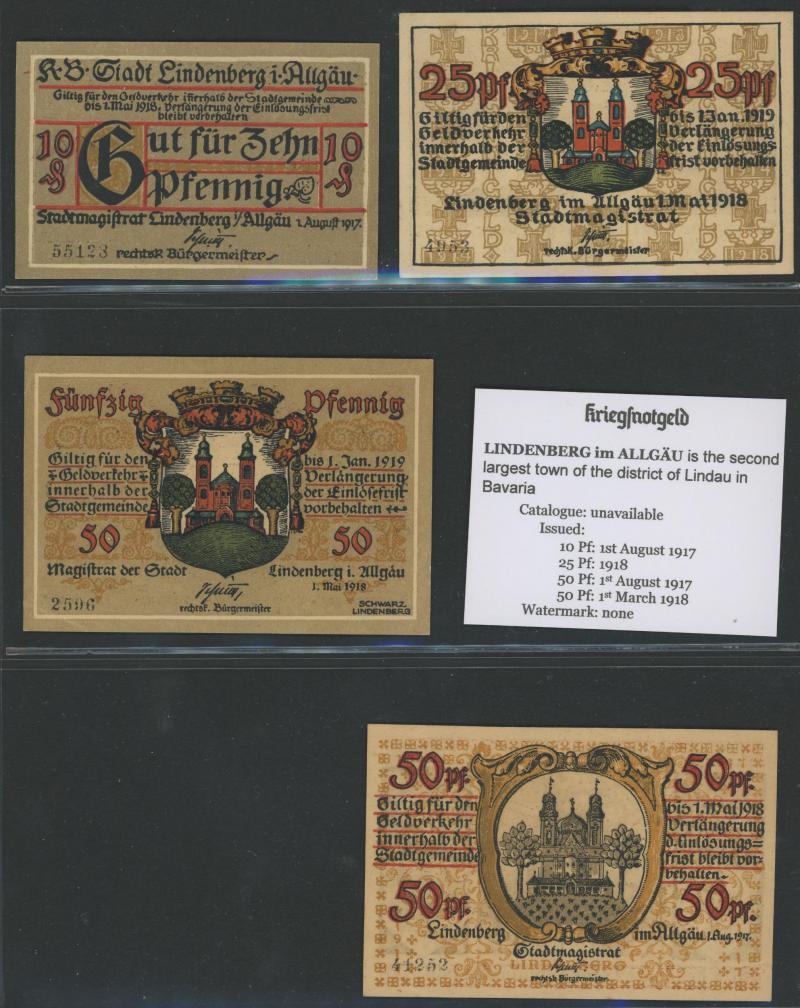 K. B. Stadt Lindenberg i. Allgäu.
Giltig für den Geldverkehr inerhalb der Stadtgemeinde
bis 1. Mai 1918, Verlängerung der Einlösungsfrist
bleibt vorbehalten
10 Gut für Zehn 10
₰ Pfennig ₰
Stadtmagistrat Lindenberg i/Allgäu 1. August 1917.
55123 rechtsk Bürgermeister
25pf 25pf
Giltig für den bis 1. Jan. 1919
Geldverkehr Verlängerung
innerhalb der der Einlösungs-
Stadtgemeinde frist vorbehalten
Lindenberg im Allgäu 1. Mai 1918
Stadtmagistrat
4952 rechtsk. Bürgermeister
Fünfzig Pfennig
Giltig für den bis 1. Jan. 1919
Geldverkehr Verlängerung
innerhalb der der Einlösefrist
Stadtgemeinde vorbehalten
50 50
Magistrat der Stadt Lindenberg i. Allgäu
1. Mai 1918
2596 rechtsk. Bürgermeister
SCHWARZ.
LINDENBERG
Kriegsnotgeld
LINDENBERG im ALLGÄU is the second
largest town of the district of Lindau in
Bavaria
Catalogue: unavailable
Issued:
10 Pf: 1st August 1917
25 Pf: 1918
50 Pf: 1st August 1917
50 Pf: 1st March 1918
Watermark: none
50pf. 50pf.
Giltig für den bis 1. Mai 1918
Geldverkehr Verlängerung
innerhalb der d. Einlösungs=
Stadtgemeinde frist bleibt vor-
behalten
50pf. 50pf.
Lindenberg im Allgäu 1. Aug. 1917.
Stadtmagistrat
LINDENBERG
41252 rechtsk Bürgermeister